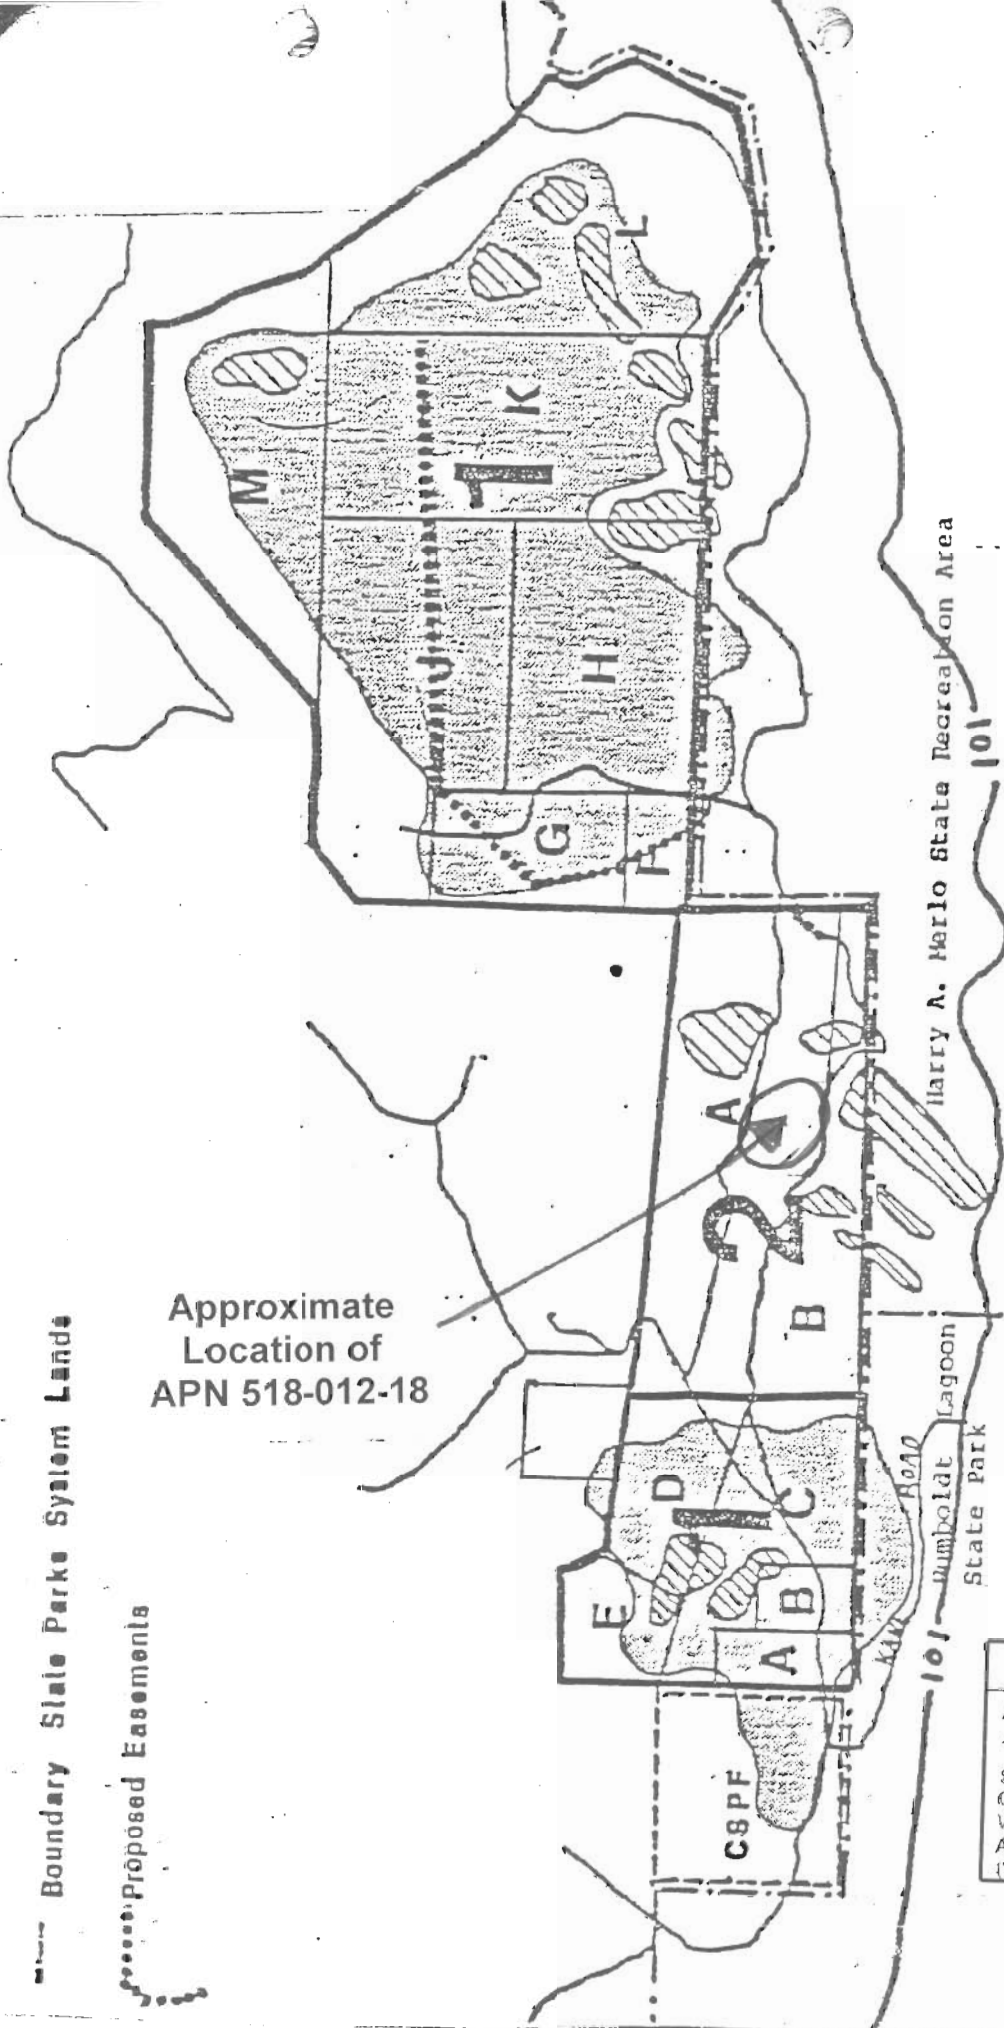 Boundary State Parks System Lands
Proposed Easements
Approximate
Location of
APN 518-012-18
M
L
K
1
J
H
G
F
A
2
B
D
1
C
E
B
A
CSPF
Harry A. Merlo State Recreation Area
101
Humboldt Lagoon
State Park
ROAD
101